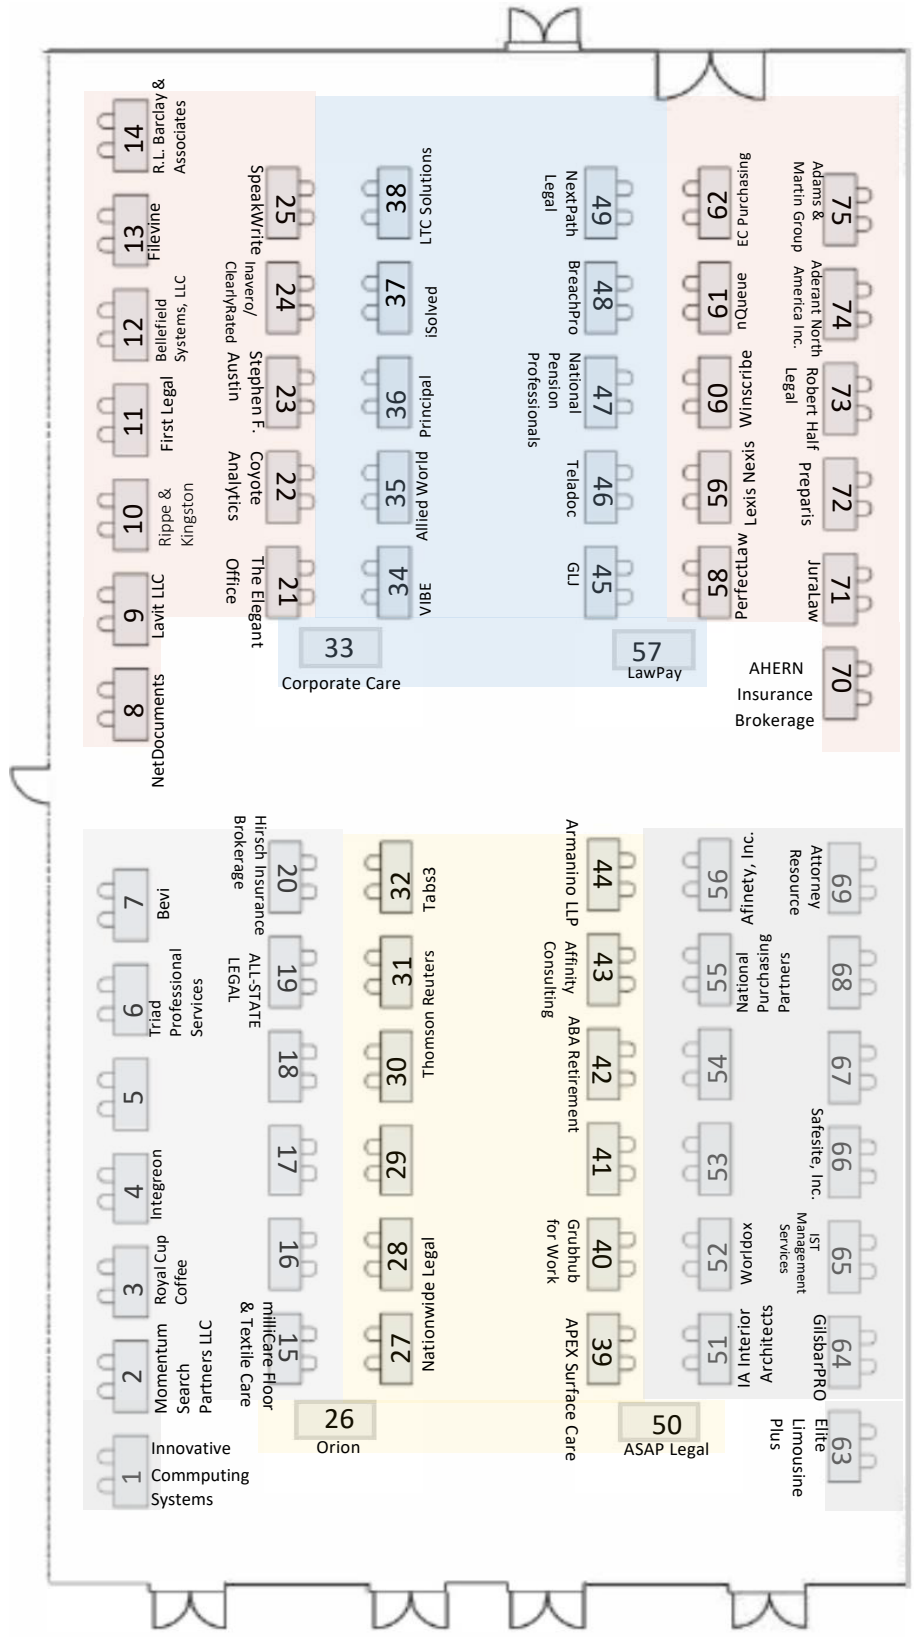 14
R.L. Barclay &
Associates
13
Filevine
12
Bellefield
Systems, LLC
11
First Legal
10
Rippe &
Kingston
9
Lavit LLC
8
NetDocuments
25
SpeakWrite
24
Inavero/
ClearlyRated
23
Stephen F.
Austin
22
Coyote
Analytics
21
The Elegant
Office
38
LTC Solutions
37
iSolved
36
Principal
35
Allied World
34
VIBE
33
Corporate Care
49
NextPath
Legal
48
BreachPro
47
National
Pension
Professionals
46
Teladoc
45
GLJ
57
LawPay
62
EC Purchasing
61
nQueue
60
Winscribe
59
Lexis Nexis
58
PerfectLaw
75
Adams &
Martin Group
74
Aderant North
America Inc.
73
Robert Half
Legal
72
Preparis
71
JuraLaw
70
AHERN
Insurance
Brokerage
7
Bevi
6
Triad
Professional
Services
5
4
Integreon
3
Royal Cup
Coffee
2
Momentum
Search
Partners LLC
1
Innovative
Commputing
Systems
20
Hirsch Insurance
Brokerage
19
ALL-STATE
LEGAL
18
17
16
15
milliCare Floor
& Textile Care
32
Tabs3
31
Thomson Reuters
30
29
28
Nationwide Legal
27
26
Orion
44
Armanino LLP
43
Affinity
Consulting
42
ABA Retirement
41
40
Grubhub
for Work
39
APEX Surface Care
50
ASAP Legal
56
Afinety, Inc.
55
National
Purchasing
Partners
54
53
52
Worldox
51
IA Interior
Architects
69
Attorney
Resource
68
67
66
Safesite, Inc.
65
IST
Management
Services
64
GilsbarPRO
63
Elite
Limousine
Plus